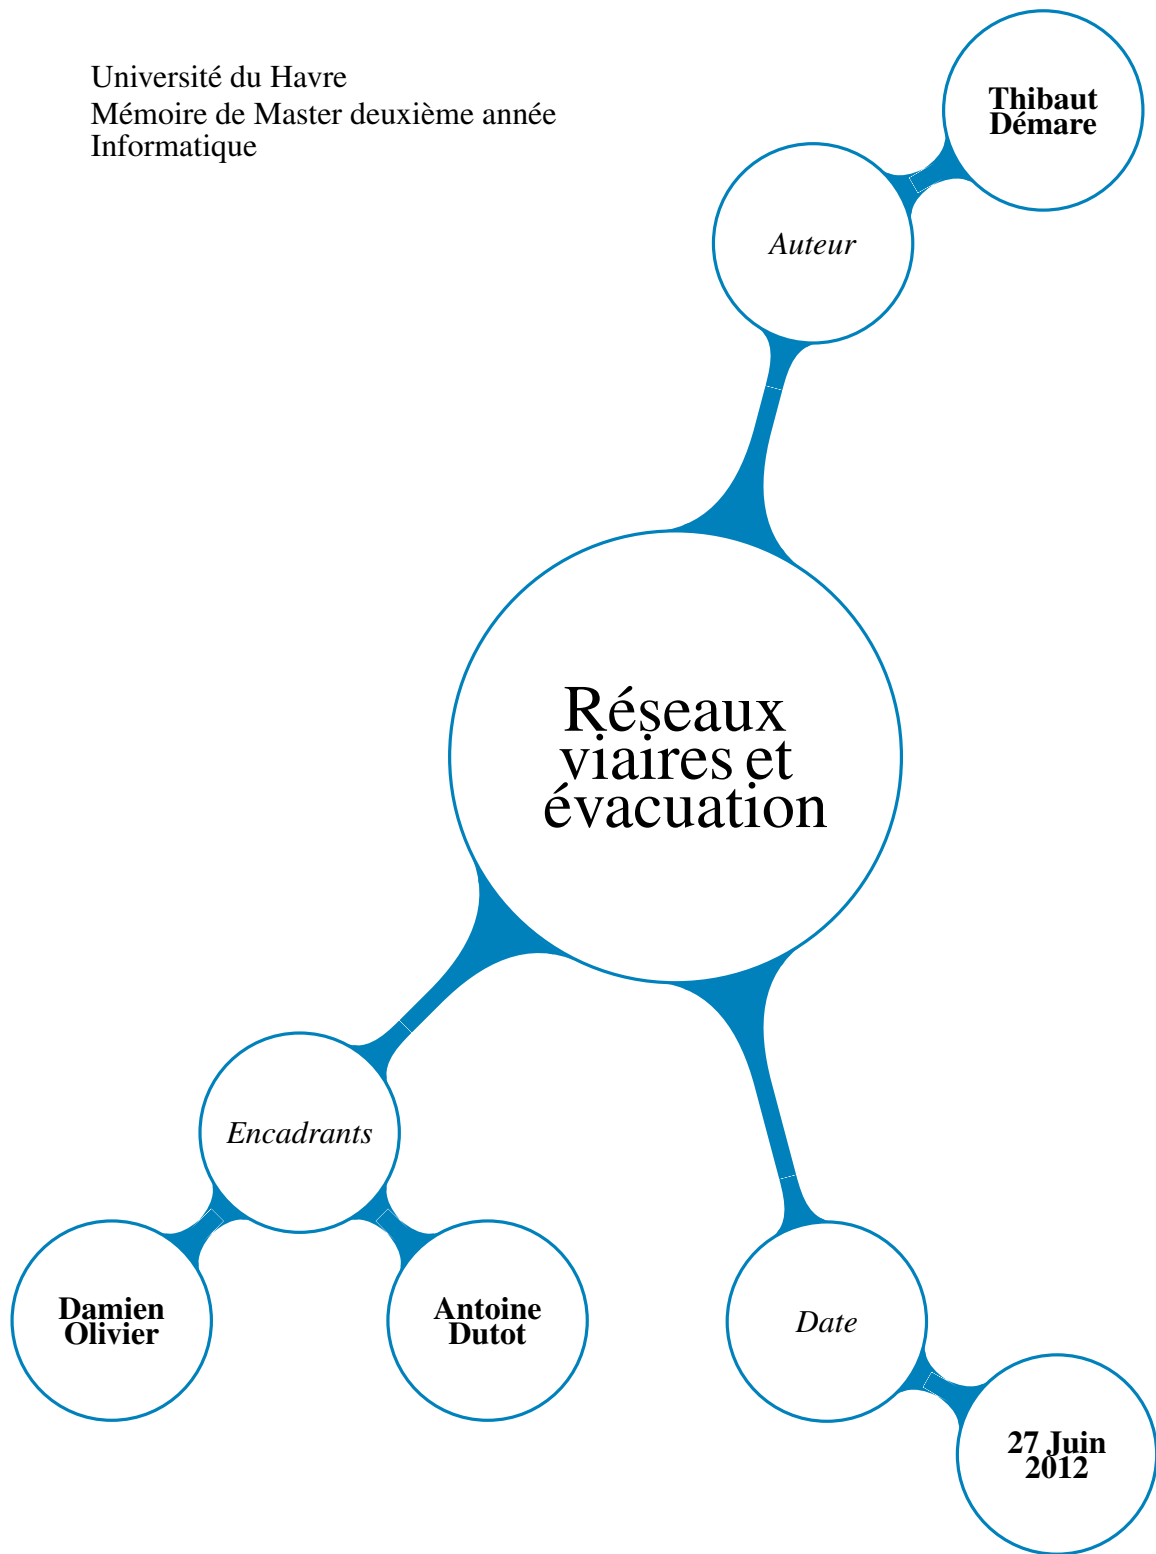 Université du Havre
Mémoire de Master deuxième année
Informatique
Thibaut
Démare
Auteur
Réseaux
viaires et
évacuation
Encadrants
Damien
Olivier
Antoine
Dutot
Date
27 Juin
2012